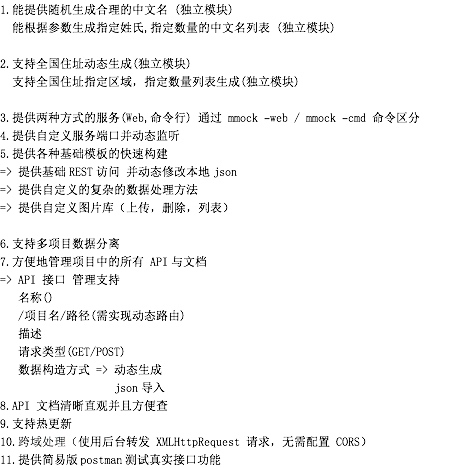 1.能提供随机生成合理的中文名 (独立模块)
能根据参数生成指定姓氏,指定数量的中文名列表 (独立模块)
2.支持全国住址动态生成(独立模块)
支持全国住址指定区域，指定数量列表生成(独立模块)
3.提供两种方式的服务(Web,命令行) 通过 mmock -web / mmock -cmd 命令区分
4.提供自定义服务端口并动态监听
5.提供各种基础模板的快速构建
=> 提供基础REST访问 并动态修改本地 json
=> 提供自定义的复杂的数据处理方法
=> 提供自定义图片库（上传，删除，列表）
6.支持多项目数据分离
7.方便地管理项目中的所有 API与文档
=> API 接口 管理支持
名称()
/项目名/路径(需实现动态路由)
描述
请求类型(GET/POST)
数据构造方式 => 动态生成
json 导入
8.API 文档清晰直观并且方便查
9.支持热更新
10.跨域处理（使用后台转发 XMLHttpRequest 请求，无需配置 CORS）
11.提供简易版postman测试真实接口功能